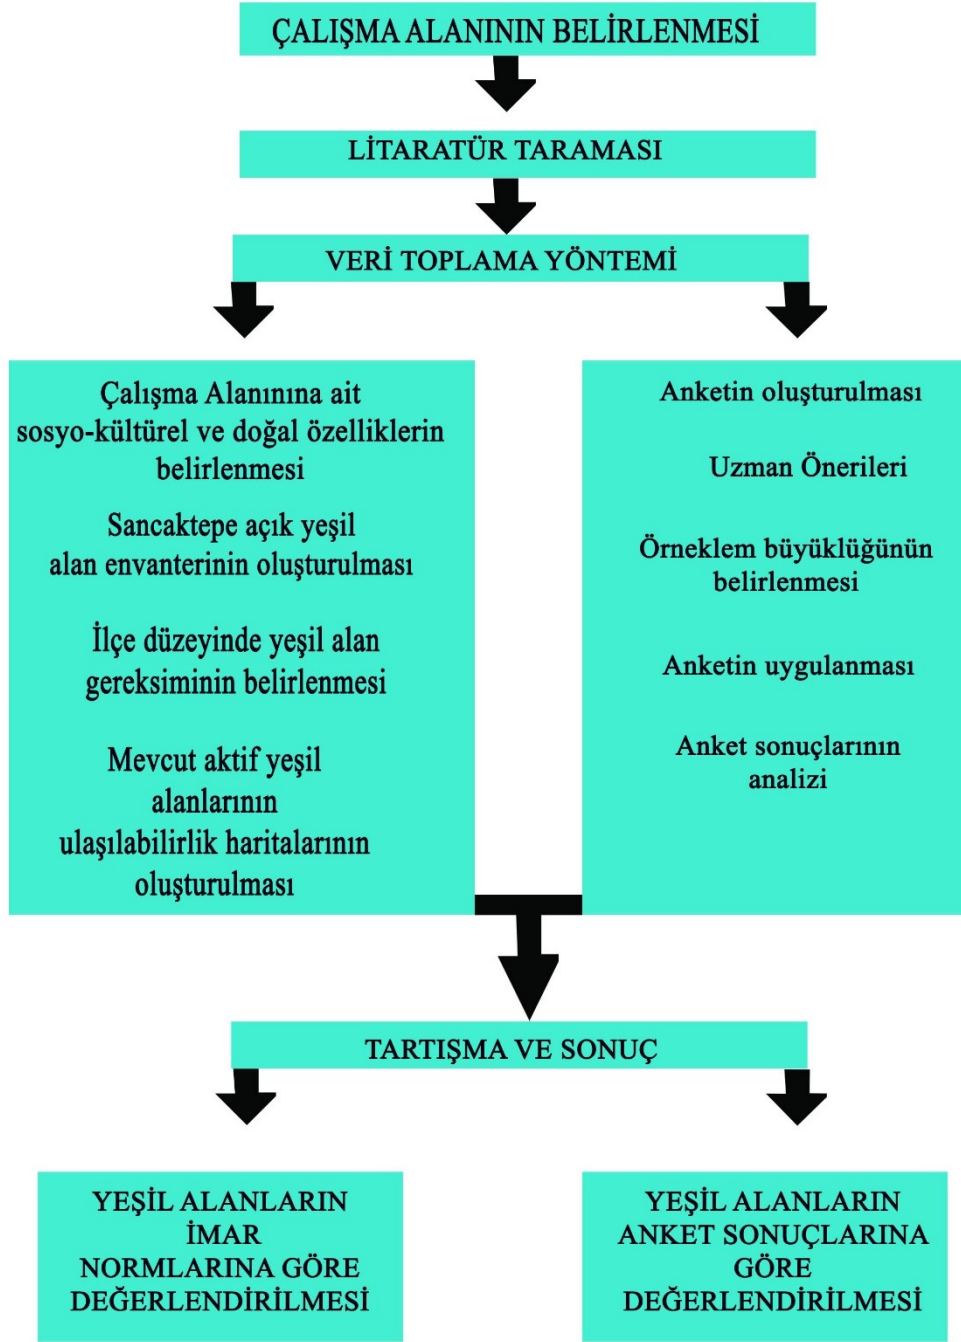 ÇALIŞMA ALANININ BELİRLENMESİ
LİTARATÜR TARAMASI
VERİ TOPLAMA YÖNTEMİ
Çalışma Alanınına ait
sosyo-kültürel ve doğal özelliklerin
belirlenmesi
Sancaktepe açık yeşil
alan envanterinin oluşturulması
İlçe düzeyinde yeşil alan
gereksiminin belirlenmesi
Mevcut aktif yeşil
alanlarının
ulaşılabilirlik haritalarının
oluşturulması
Anketin oluşturulması
Uzman Önerileri
Örneklem büyüklüğünün
belirlenmesi
Anketin uygulanması
Anket sonuçlarının
analizi
TARTIŞMA VE SONUÇ
YEŞİL ALANLARIN
İMAR
NORMLARINA GÖRE
DEĞERLENDİRİLMESİ
YEŞİL ALANLARIN
ANKET SONUÇLARINA
GÖRE
DEĞERLENDİRİLMESİ